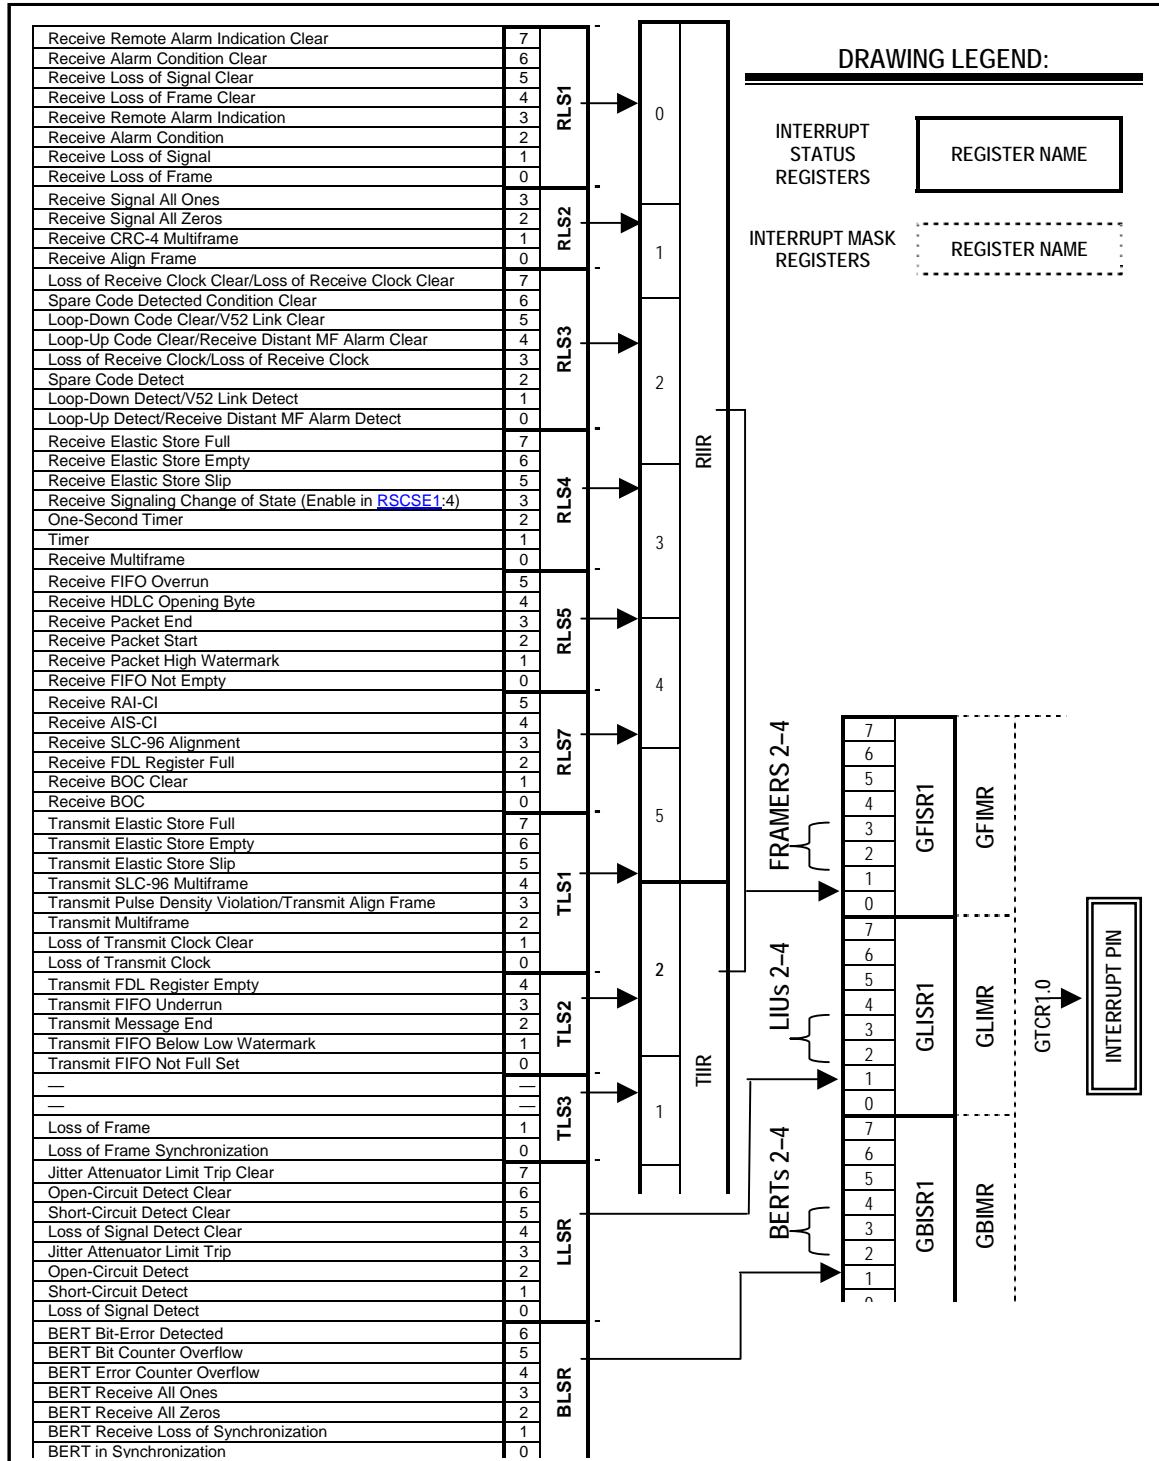 Receive Remote Alarm Indication Clear 7
Receive Alarm Condition Clear 6
Receive Loss of Signal Clear 5
Receive Loss of Frame Clear 4
Receive Remote Alarm Indication 3
Receive Alarm Condition 2
Receive Loss of Signal 1
Receive Loss of Frame 0
RLS1
Receive Signal All Ones 3
Receive Signal All Zeros 2
Receive CRC-4 Multiframe 1
Receive Align Frame 0
RLS2
Loss of Receive Clock Clear/Loss of Receive Clock Clear 7
Spare Code Detected Condition Clear 6
Loop-Down Code Clear/V52 Link Clear 5
Loop-Up Code Clear/Receive Distant MF Alarm Clear 4
Loss of Receive Clock/Loss of Receive Clock 3
Spare Code Detect 2
Loop-Down Detect/V52 Link Detect 1
Loop-Up Detect/Receive Distant MF Alarm Detect 0
RLS3
Receive Elastic Store Full 7
Receive Elastic Store Empty 6
Receive Elastic Store Slip 5
Receive Signaling Change of State (Enable in RSCSE1:4) 3
One-Second Timer 2
Timer 1
Receive Multiframe 0
RLS4
Receive FIFO Overrun 5
Receive HDLC Opening Byte 4
Receive Packet End 3
Receive Packet Start 2
Receive Packet High Watermark 1
Receive FIFO Not Empty 0
RLS5
Receive RAI-CI 5
Receive AIS-CI 4
Receive SLC-96 Alignment 3
Receive FDL Register Full 2
Receive BOC Clear 1
Receive BOC 0
RLS7
Transmit Elastic Store Full 7
Transmit Elastic Store Empty 6
Transmit Elastic Store Slip 5
Transmit SLC-96 Multiframe 4
Transmit Pulse Density Violation/Transmit Align Frame 3
Transmit Multiframe 2
Loss of Transmit Clock Clear 1
Loss of Transmit Clock 0
TLS1
Transmit FDL Register Empty 4
Transmit FIFO Underrun 3
Transmit Message End 2
Transmit FIFO Below Low Watermark 1
Transmit FIFO Not Full Set 0
TLS2
— —
— —
Loss of Frame 1
Loss of Frame Synchronization 0
TLS3
Jitter Attenuator Limit Trip Clear 7
Open-Circuit Detect Clear 6
Short-Circuit Detect Clear 5
Loss of Signal Detect Clear 4
Jitter Attenuator Limit Trip 3
Open-Circuit Detect 2
Short-Circuit Detect 1
Loss of Signal Detect 0
LLSR
BERT Bit-Error Detected 6
BERT Bit Counter Overflow 5
BERT Error Counter Overflow 4
BERT Receive All Ones 3
BERT Receive All Zeros 2
BERT Receive Loss of Synchronization 1
BERT in Synchronization 0
BLSR
0
1
2
3
4
5
RIIR
2
1
TIIR
DRAWING LEGEND:
INTERRUPT
STATUS
REGISTERS
REGISTER NAME
INTERRUPT MASK
REGISTERS
REGISTER NAME
FRAMERS 2–4
7
6
5
4
3
2
1
0
GFISR1
GFIMR
LIUs 2–4
7
6
5
4
3
2
1
0
GLISR1
GLIMR
BERTs 2–4
7
6
5
4
3
2
1
GBISR1
GBIMR
GTCR1.0
INTERRUPT PIN